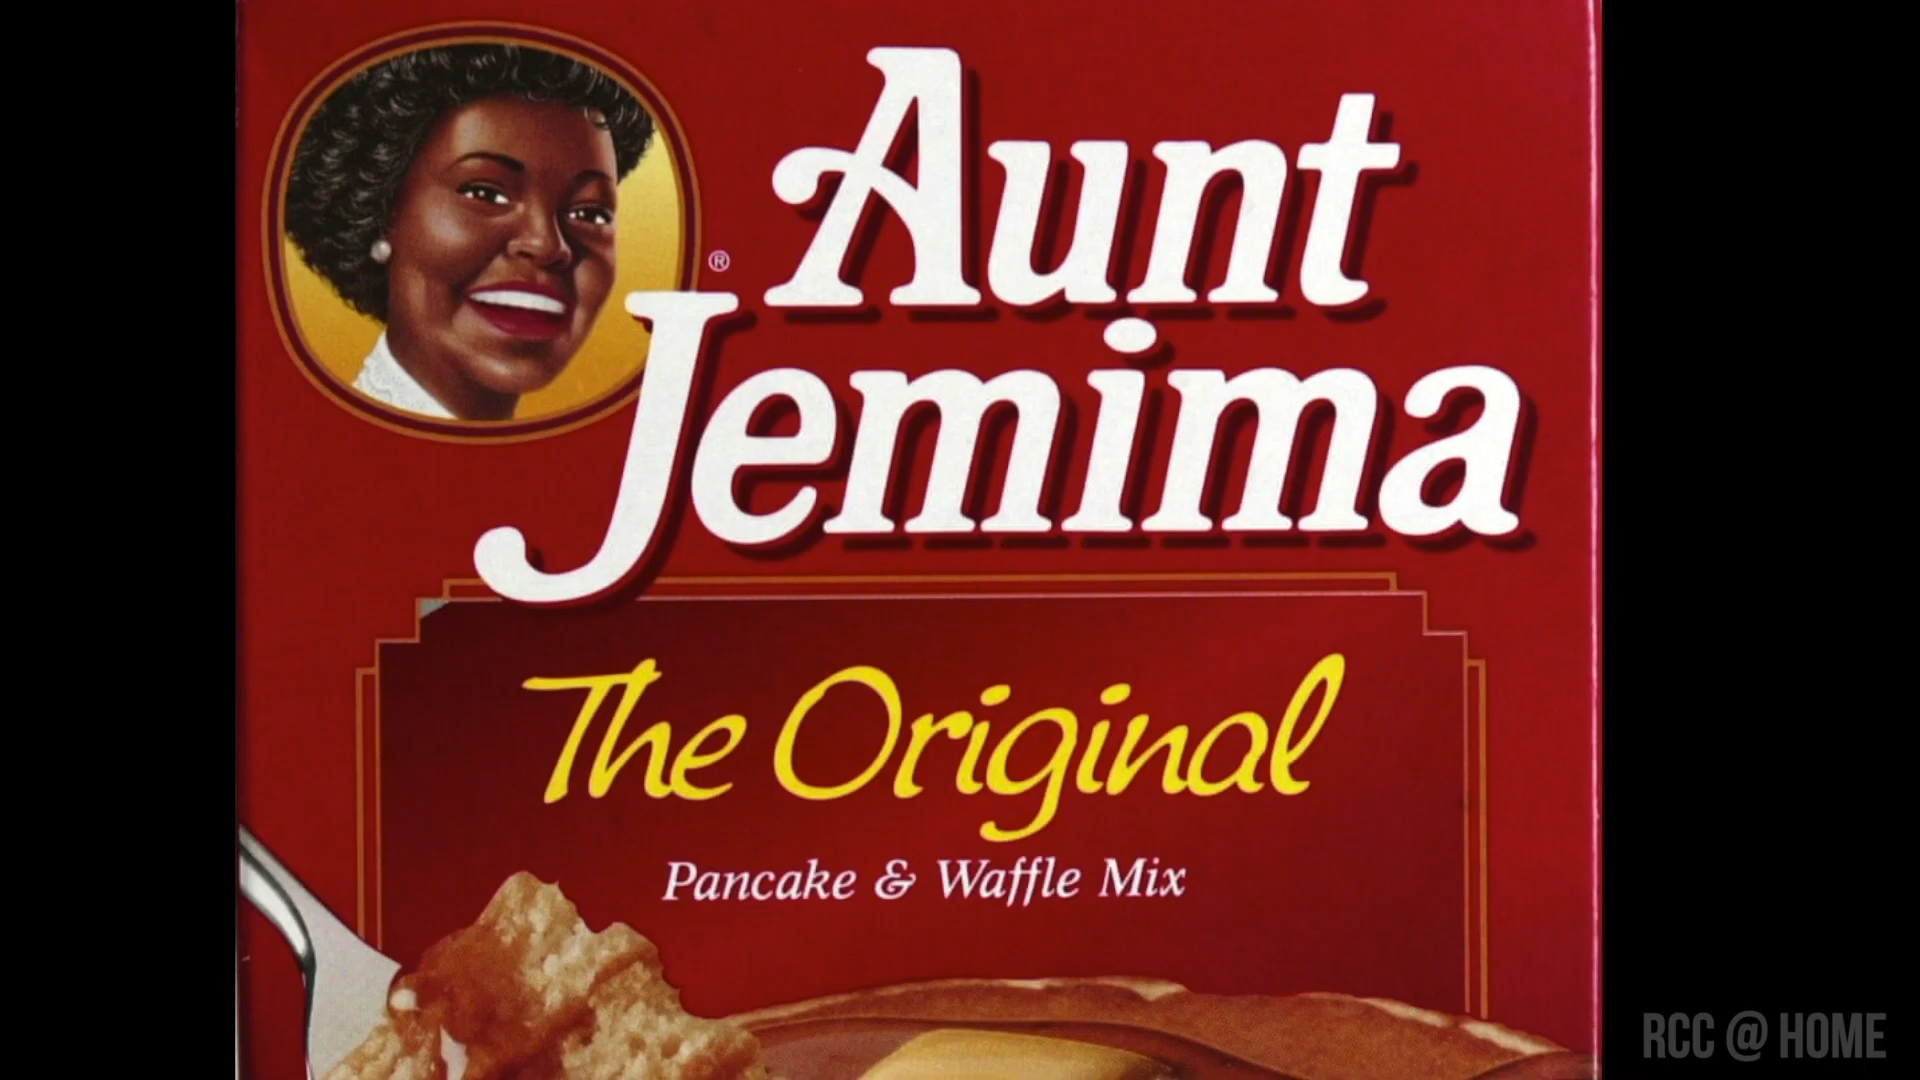 Aunt
Jemima
®
The Original
Pancake & Waffle Mix
RCC @ HOME